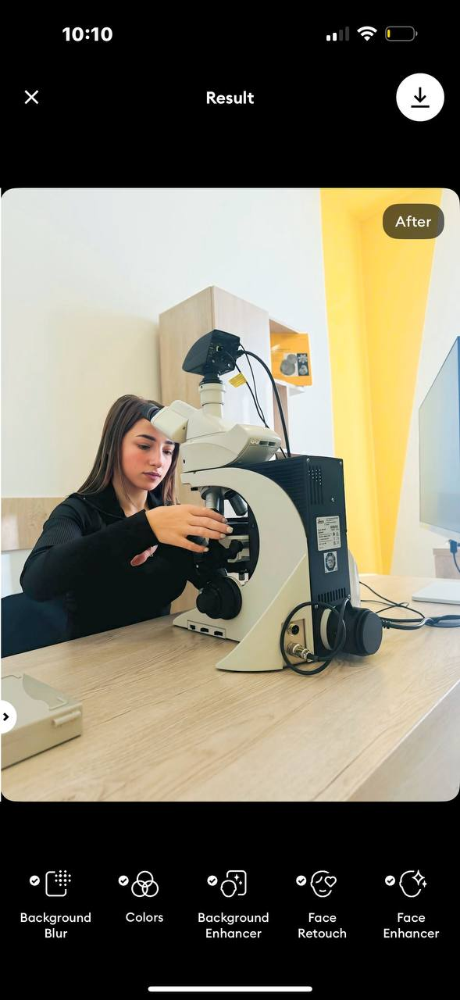 10:10
Result
After
Background
Blur
Colors
Background
Enhancer
Face
Retouch
Face
Enhancer